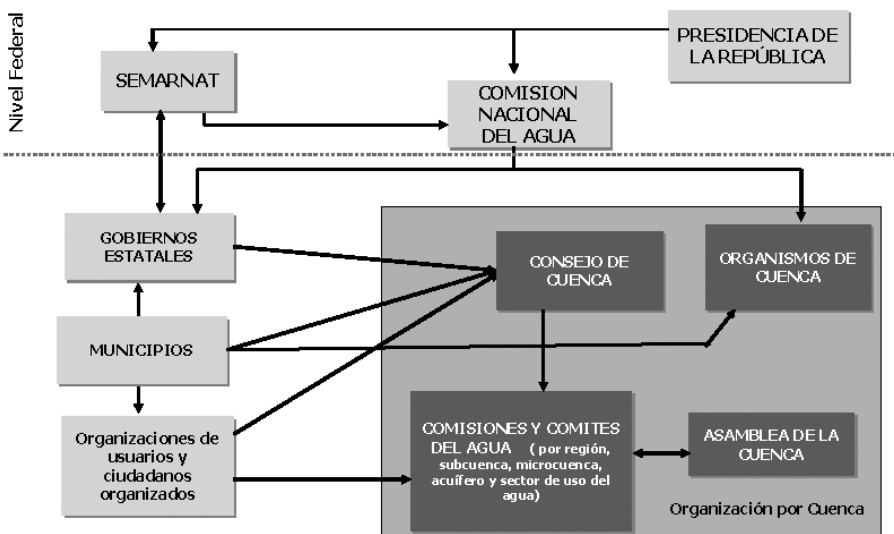 Nivel Federal
PRESIDENCIA DE
LA REPÚBLICA
SEMARNAT
COMISION
NACIONAL
DEL AGUA
GOBIERNOS
ESTATALES
CONSEJO DE
CUENCA
ORGANISMOS DE
CUENCA
MUNICIPIOS
Organizaciones de
usuarios y
ciudadanos
organizados
COMISIONES Y COMITES
DEL AGUA ( por región,
subcuenca, microcuenca,
acuífero y sector de uso del
agua)
ASAMBLEA DE LA
CUENCA
Organización por Cuenca